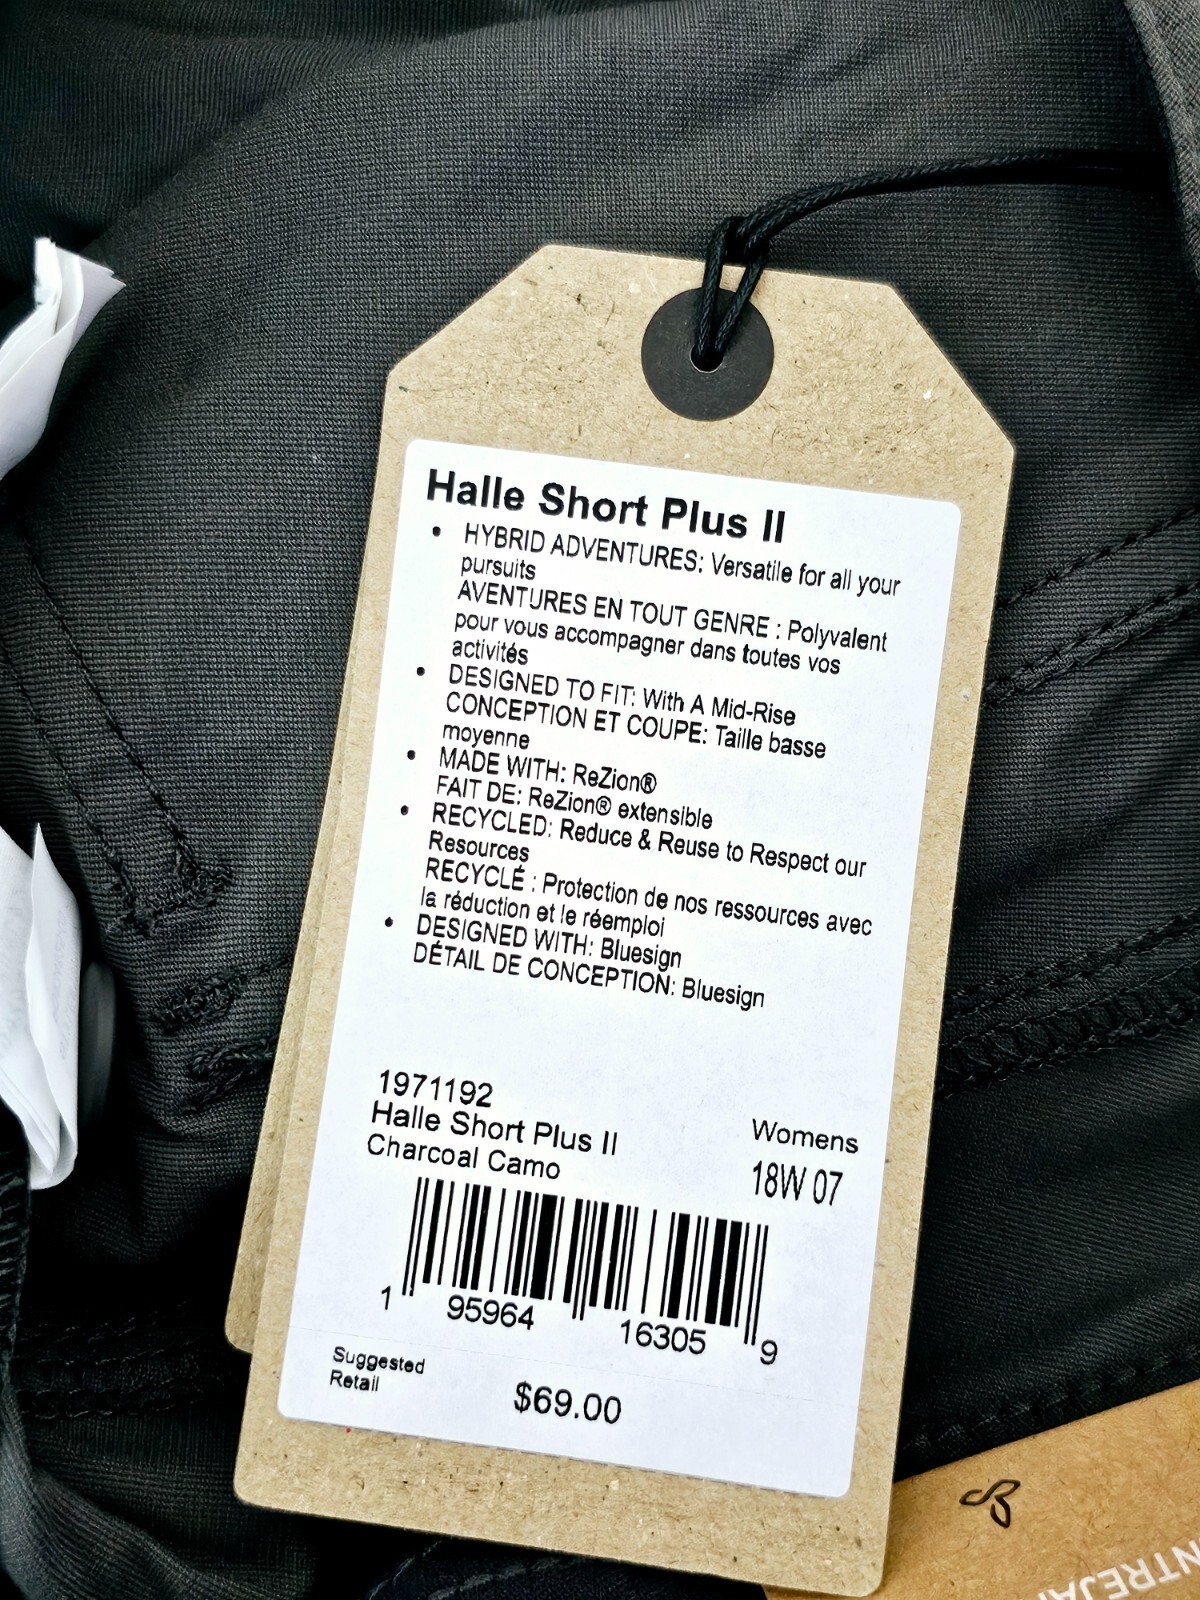 Halle Short Plus II
• HYBRID ADVENTURES: Versatile for all your
pursuits
AVENTURES EN TOUT GENRE : Polyvalent
pour vous accompagner dans toutes vos
activités
• DESIGNED TO FIT: With A Mid-Rise
CONCEPTION ET COUPE: Taille basse
moyenne
• MADE WITH: ReZion®
FAIT DE: ReZion® extensible
• RECYCLED: Reduce & Reuse to Respect our
Resources
RECYCLÉ : Protection de nos ressources avec
la réduction et le réemploi
• DESIGNED WITH: Bluesign
DÉTAIL DE CONCEPTION: Bluesign
1971192
Halle Short Plus II
Charcoal Camo
Womens
18W 07
1 95964 16305 9
Suggested
Retail
$69.00
NTREJA